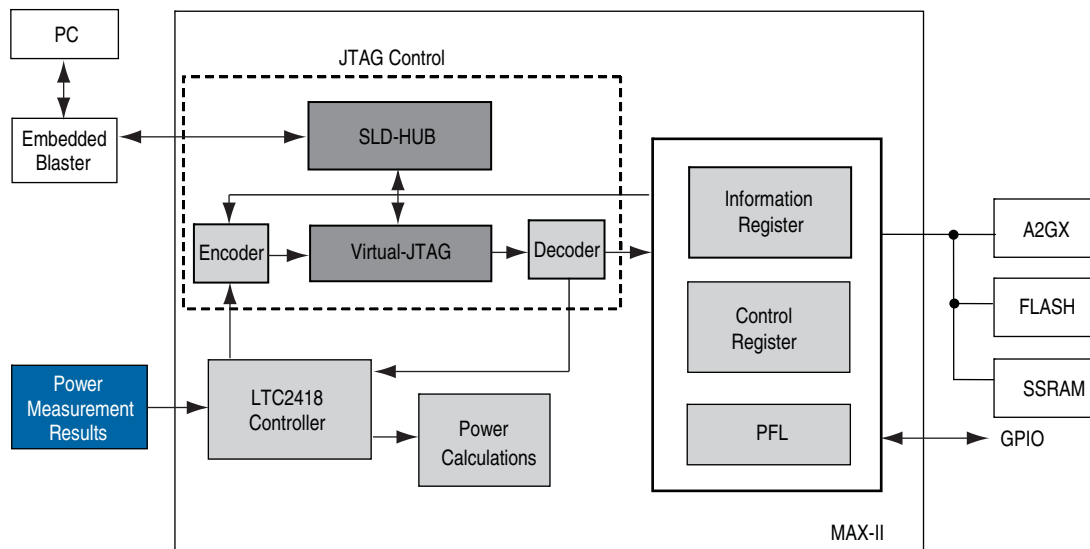 PC
JTAG Control
Embedded
Blaster
SLD-HUB
Encoder
Virtual-JTAG
Decoder
Information
Register
Control
Register
PFL
A2GX
FLASH
SSRAM
GPIO
Power
Measurement
Results
LTC2418
Controller
Power
Calculations
MAX-II